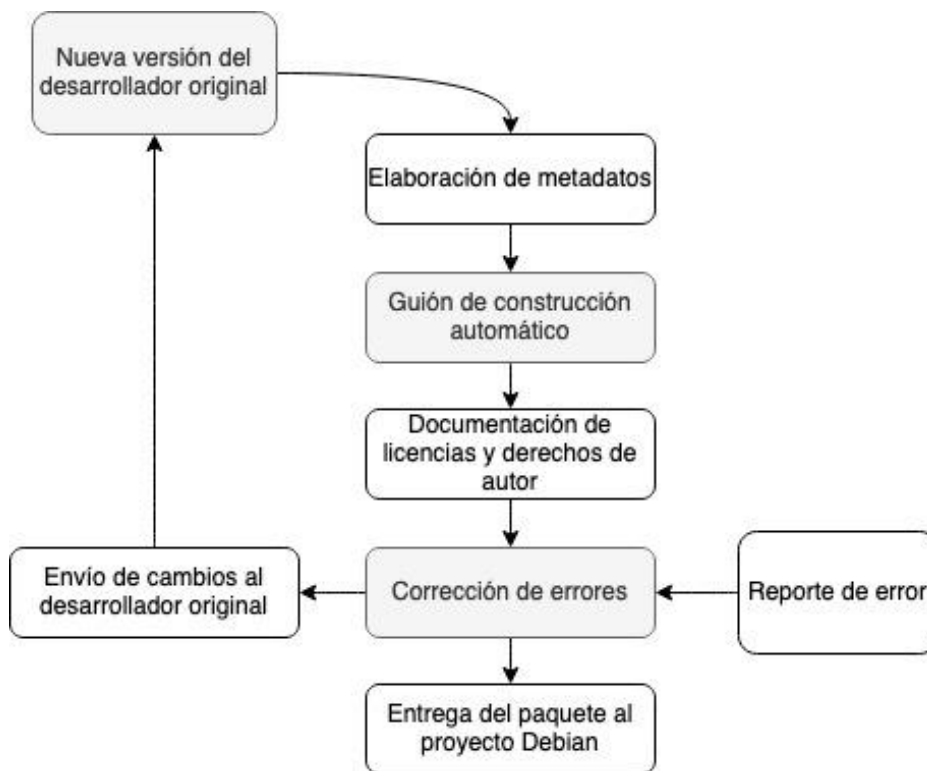 Nueva versión del
desarrollador original
Elaboración de metadatos
Guión de construcción
automático
Documentación de
licencias y derechos de
autor
Envío de cambios al
desarrollador original
Corrección de errores
Reporte de error
Entrega del paquete al
proyecto Debian